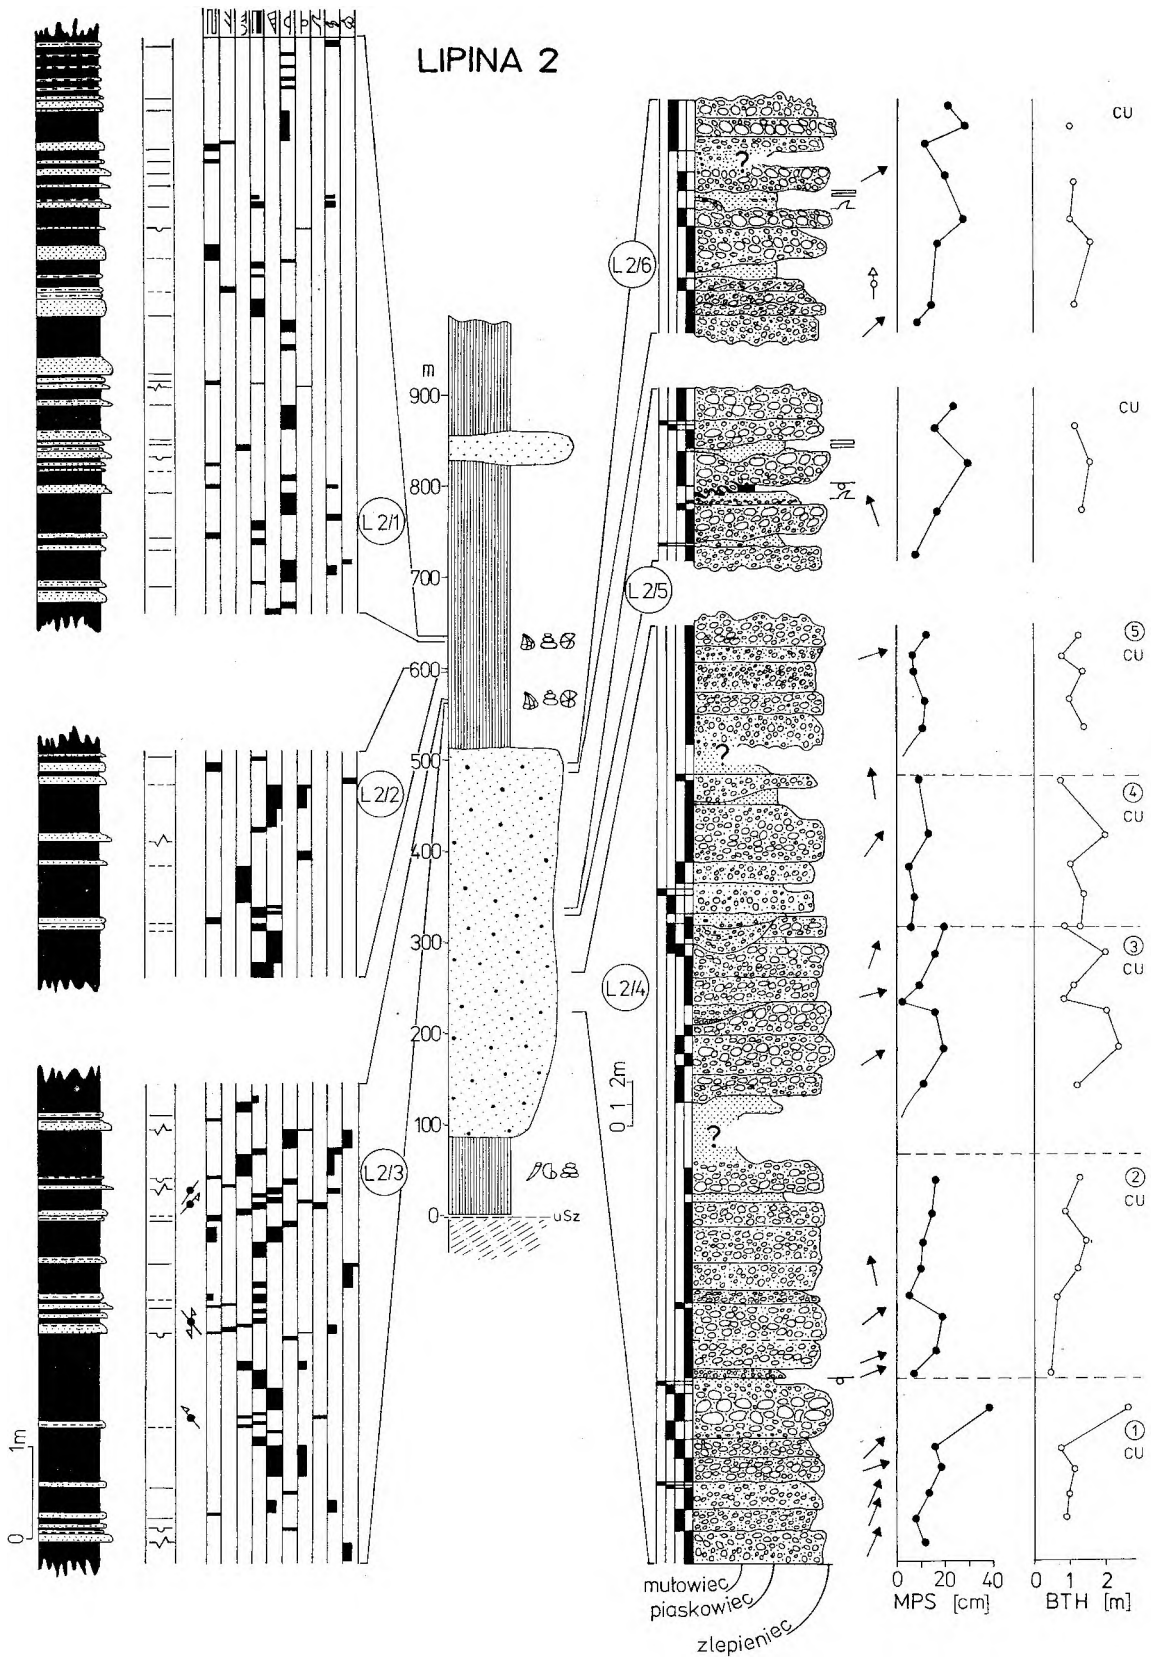 LIPINA 2
m
900
800
700
600
500
400
300
200
100
0
uSz
L 2/1
L 2/2
L 2/3
0 1m
L 2/6
L 2/5
L 2/4
0 1 2m
?
?
?
CU
CU
5
CU
4
CU
3
CU
2
CU
1
CU
mułowiec
piaskowiec
zlepieniec
0 20 40
MPS [cm]
0 1 2
BTH [m]